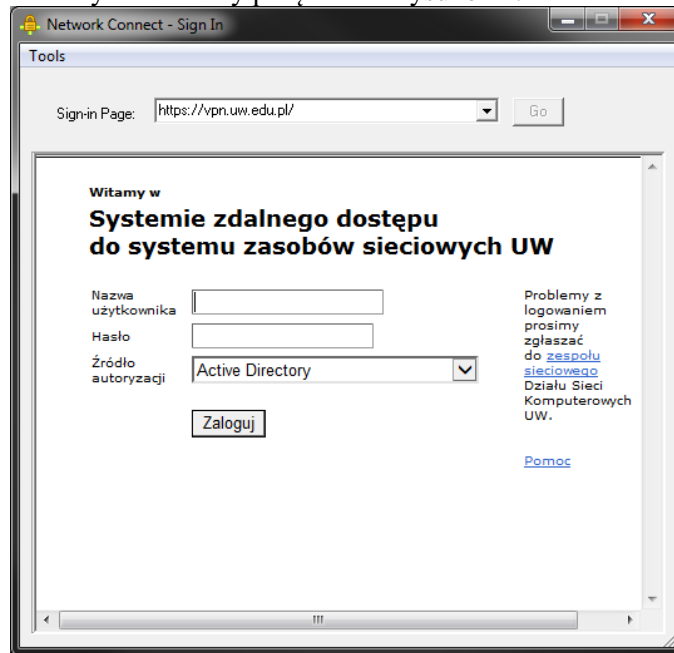 Network Connect - Sign In
Tools
Sign-in Page: https://vpn.uw.edu.pl/ Go
Witamy w
Systemie zdalnego dostępu
do systemu zasobów sieciowych UW
Nazwa
użytkownika
Hasło
Źródło
autoryzacji
Active Directory
Zaloguj
Problemy z
logowaniem
prosimy
zgłaszać
do zespołu
sieciowego
Działu Sieci
Komputerowych
UW.
Pomoc